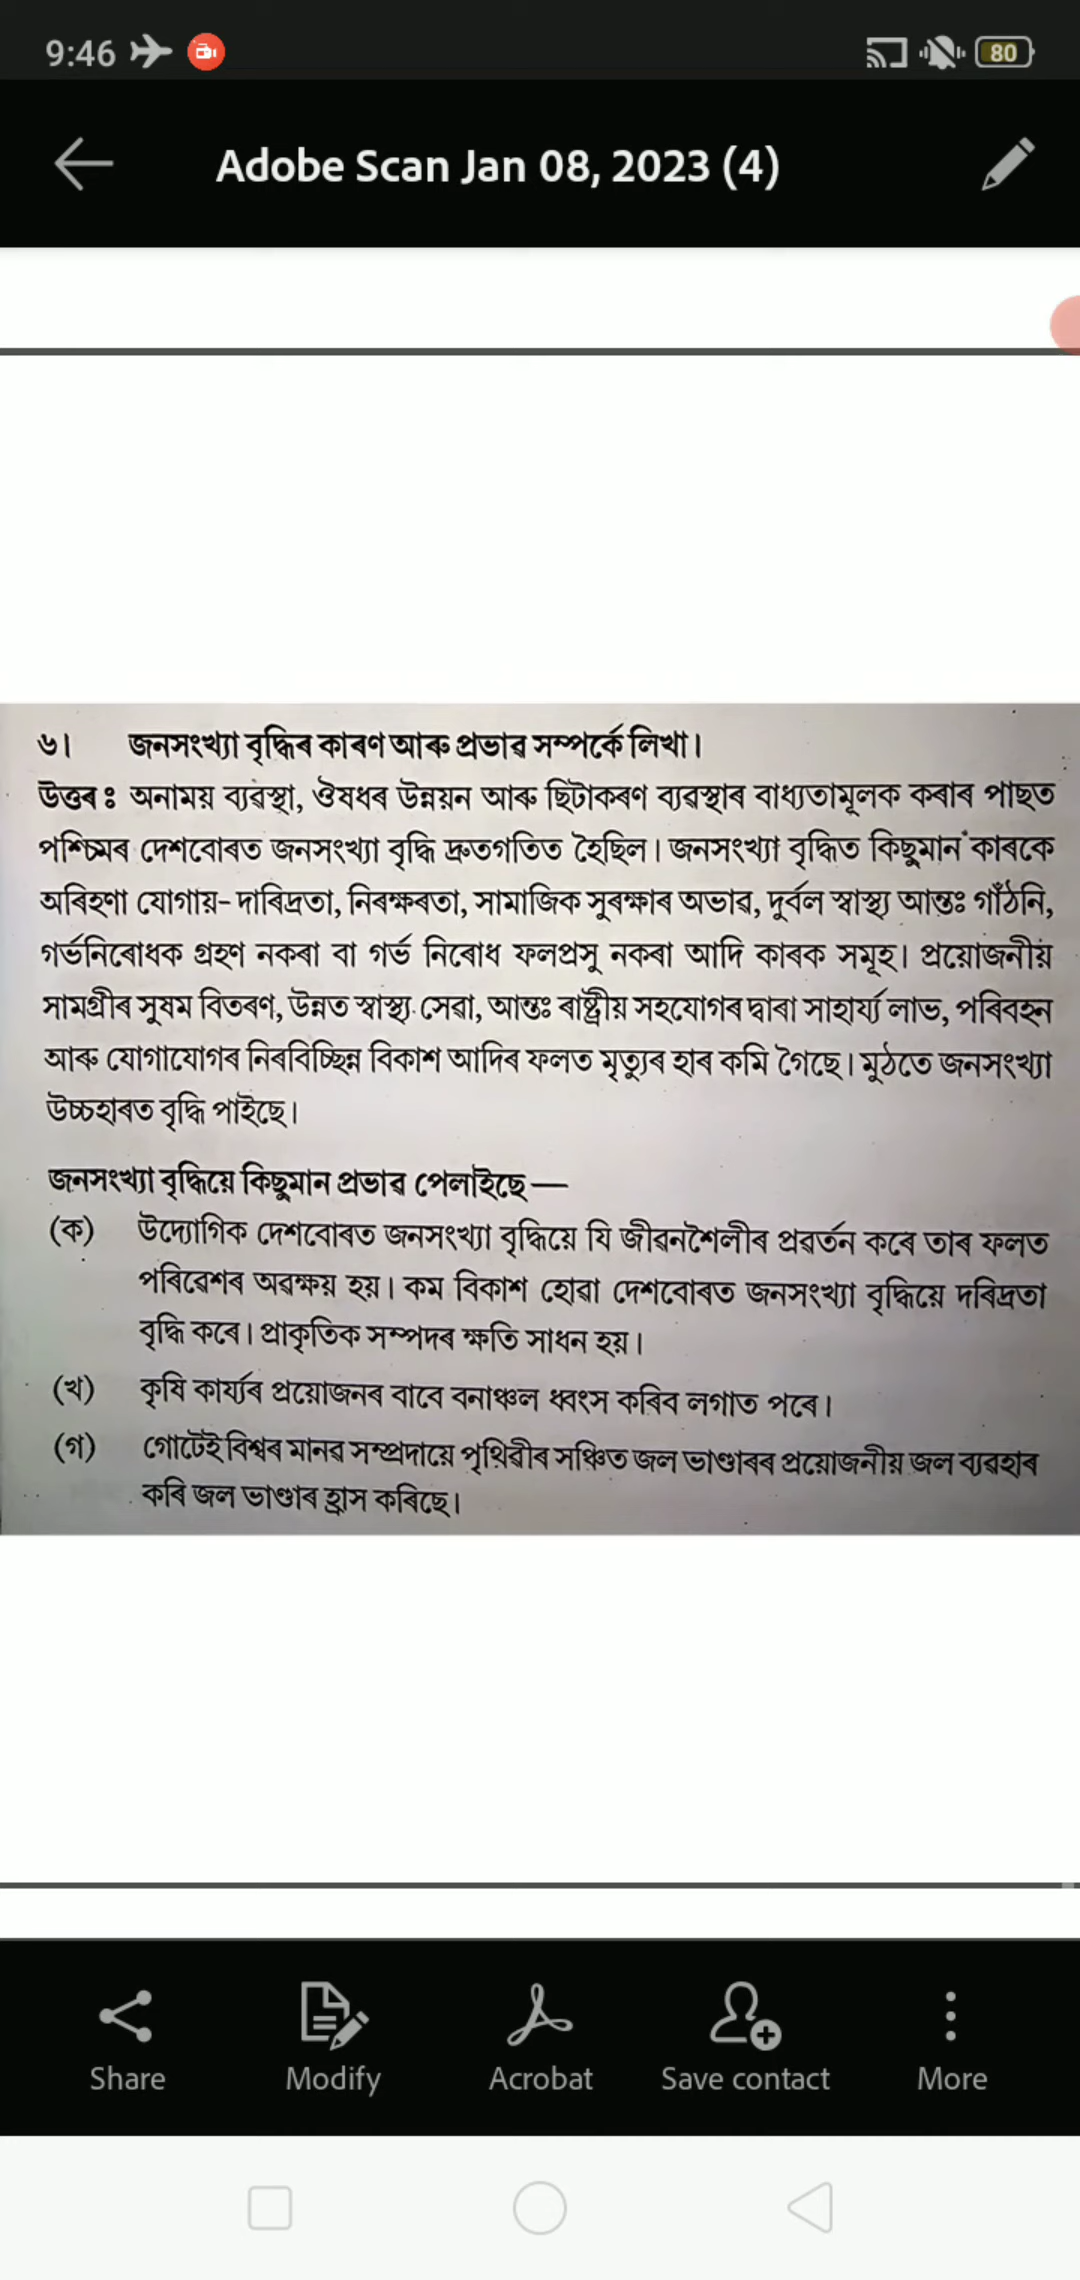 9:46
80
Adobe Scan Jan 08, 2023 (4)
৬। জনসংখ্যা বৃদ্ধিৰ কাৰণ আৰু প্ৰভাৱ সম্পৰ্কে লিখা।
উত্তৰঃ অনাময় ব্যৱস্থা, ঔষধৰ উন্নয়ন আৰু ছিটাকৰণ ব্যৱস্থাৰ বাধ্যতামূলক কৰাৰ পাছত
পশ্চিমৰ দেশবোৰত জনসংখ্যা বৃদ্ধি দ্ৰুতগতিত হৈছিল। জনসংখ্যা বৃদ্ধিত কিছুমান কাৰকে
অৰিহণা যোগায়- দাৰিদ্ৰতা, নিৰক্ষৰতা, সামাজিক সুৰক্ষাৰ অভাৱ, দুৰ্বল স্বাস্থ্য আন্তঃ গাঁঠনি,
গৰ্ভনিৰোধক গ্ৰহণ নকৰা বা গৰ্ভ নিৰোধ ফলপ্ৰসু নকৰা আদি কাৰক সমূহ। প্ৰয়োজনীয়
সামগ্ৰীৰ সুষম বিতৰণ, উন্নত স্বাস্থ্য সেৱা, আন্তঃ ৰাষ্ট্ৰীয় সহযোগৰ দ্বাৰা সাহাৰ্য্য লাভ, পৰিবহন
আৰু যোগাযোগৰ নিৰবিচ্ছিন্ন বিকাশ আদিৰ ফলত মৃত্যুৰ হাৰ কমি গৈছে। মুঠতে জনসংখ্যা
উচ্চহাৰত বৃদ্ধি পাইছে।
জনসংখ্যা বৃদ্ধিয়ে কিছুমান প্ৰভাৱ পেলাইছে—
(ক) উদ্যোগিক দেশবোৰত জনসংখ্যা বৃদ্ধিয়ে যি জীৱনশৈলীৰ প্ৰৱৰ্তন কৰে তাৰ ফলত
পৰিৱেশৰ অৱক্ষয় হয়। কম বিকাশ হোৱা দেশবোৰত জনসংখ্যা বৃদ্ধিয়ে দৰিদ্ৰতা
বৃদ্ধি কৰে। প্ৰাকৃতিক সম্পদৰ ক্ষতি সাধন হয়।
(খ) কৃষি কাৰ্য্যৰ প্ৰয়োজনৰ বাবে বনাঞ্চল ধ্বংস কৰিব লগাত পৰে।
(গ) গোটেই বিশ্বৰ মানৱ সম্প্ৰদায়ে পৃথিৱীৰ সঞ্চিত জল ভাণ্ডাৰৰ প্ৰয়োজনীয় জল ব্যৱহাৰ
কৰি জল ভাণ্ডাৰ হ্ৰাস কৰিছে।
Share Modify Acrobat Save contact More